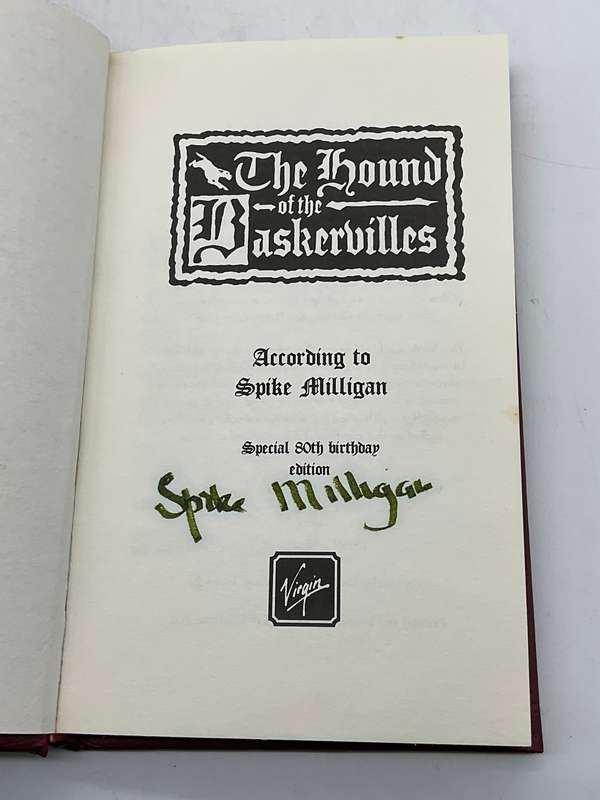 The Hound
of the
Baskervilles
According to
Spike Milligan
Special 80th birthday
edition
Spike Milligan
Virgin